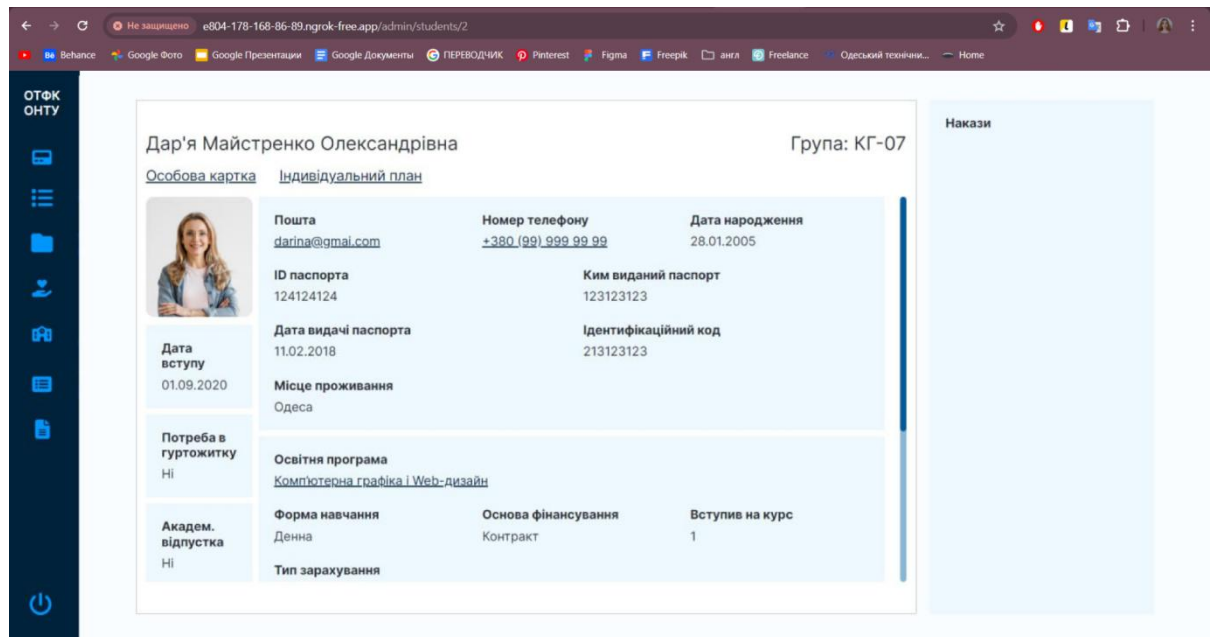 Не защищено
e804-178-168-86-89.ngrok-free.app/admin/students/2
Behance
Google Фото
Google Презентации
Google Документы
ПЕРЕВОДЧИК
Pinterest
Figma
Freepik
англ
Freelance
Одеський технічни...
Home
ОТФК
ОНТУ
Дар'я Майстренко Олександрівна
Група: КГ-07
Особова картка
Індивідуальний план
Пошта
darina@gmai.com
Номер телефону
+380 (99) 999 99 99
Дата народження
28.01.2005
ID паспорта
124124124
Ким виданий паспорт
123123123
Дата видачі паспорта
11.02.2018
Ідентифікаційний код
213123123
Місце проживання
Одеса
Дата
вступу
01.09.2020
Потреба в
гуртожитку
Ні
Академ.
відпустка
Ні
Освітня програма
Комп'ютерна графіка і Web-дизайн
Форма навчання
Денна
Основа фінансування
Контракт
Вступив на курс
1
Тип зарахування
Накази